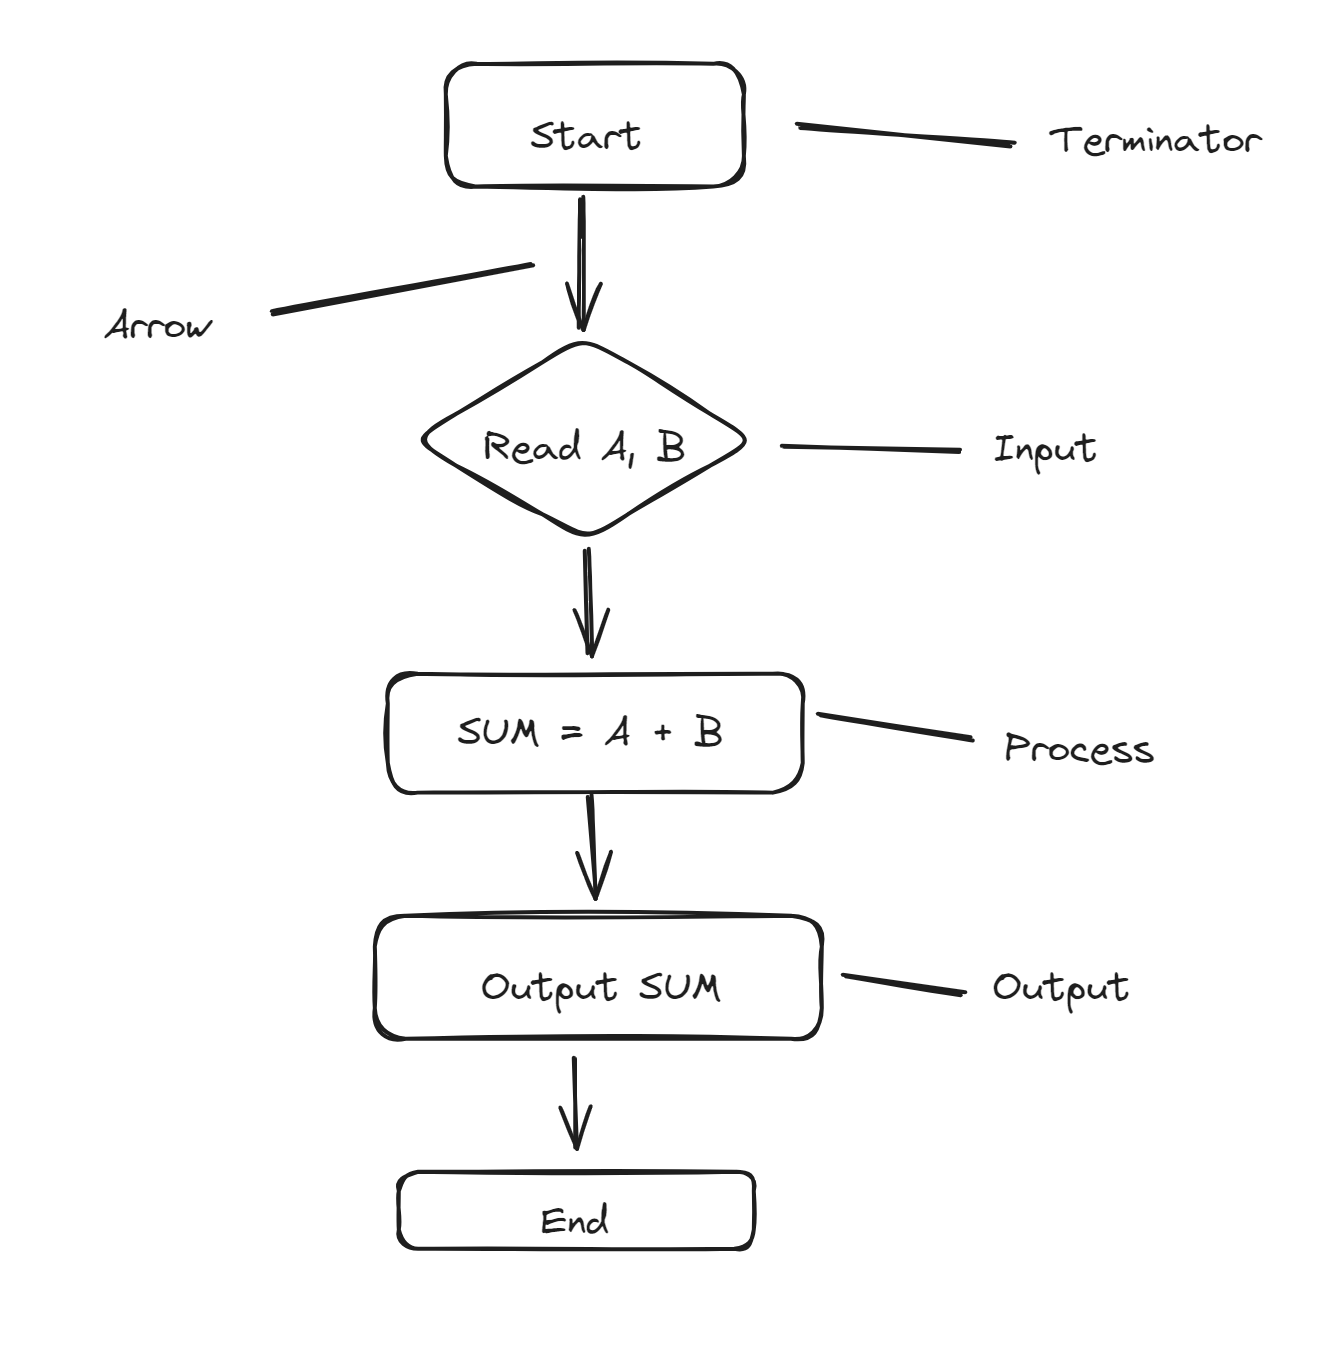 Start
Terminator
Arrow
Read A, B
Input
SUM = A + B
Process
Output SUM
Output
End